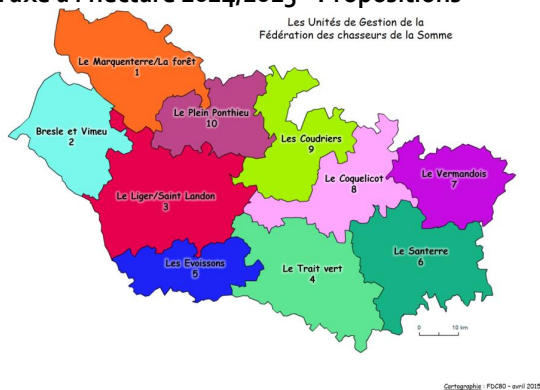 Taxe à l'hectare 2024/2025 - Propositions
Les Unités de Gestion de la
Fédération des chasseurs de la Somme
Le Marquenterre/La forêt
1
Le Plein Ponthieu
10
Bresle et Vimeu
2
Les Coudriers
9
Le Coquelicot
8
Le Vermandois
7
Le Liger/Saint Landon
3
Le Santerre
6
Les Evoissons
5
Le Trait vert
4
0 10 km
Cartographie : FDC80 - avril 2015